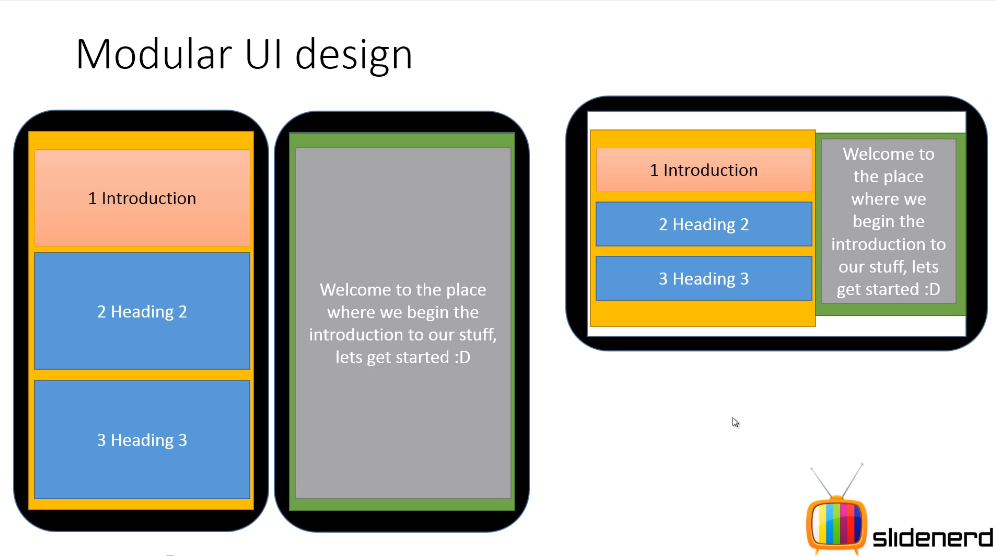 Modular UI design
1 Introduction
2 Heading 2
3 Heading 3
Welcome to the place
where we begin the
introduction to our stuff,
lets get started :D
1 Introduction
2 Heading 2
3 Heading 3
Welcome to
the place
where we
begin the
introduction to
our stuff, lets
get started :D
slidenerd